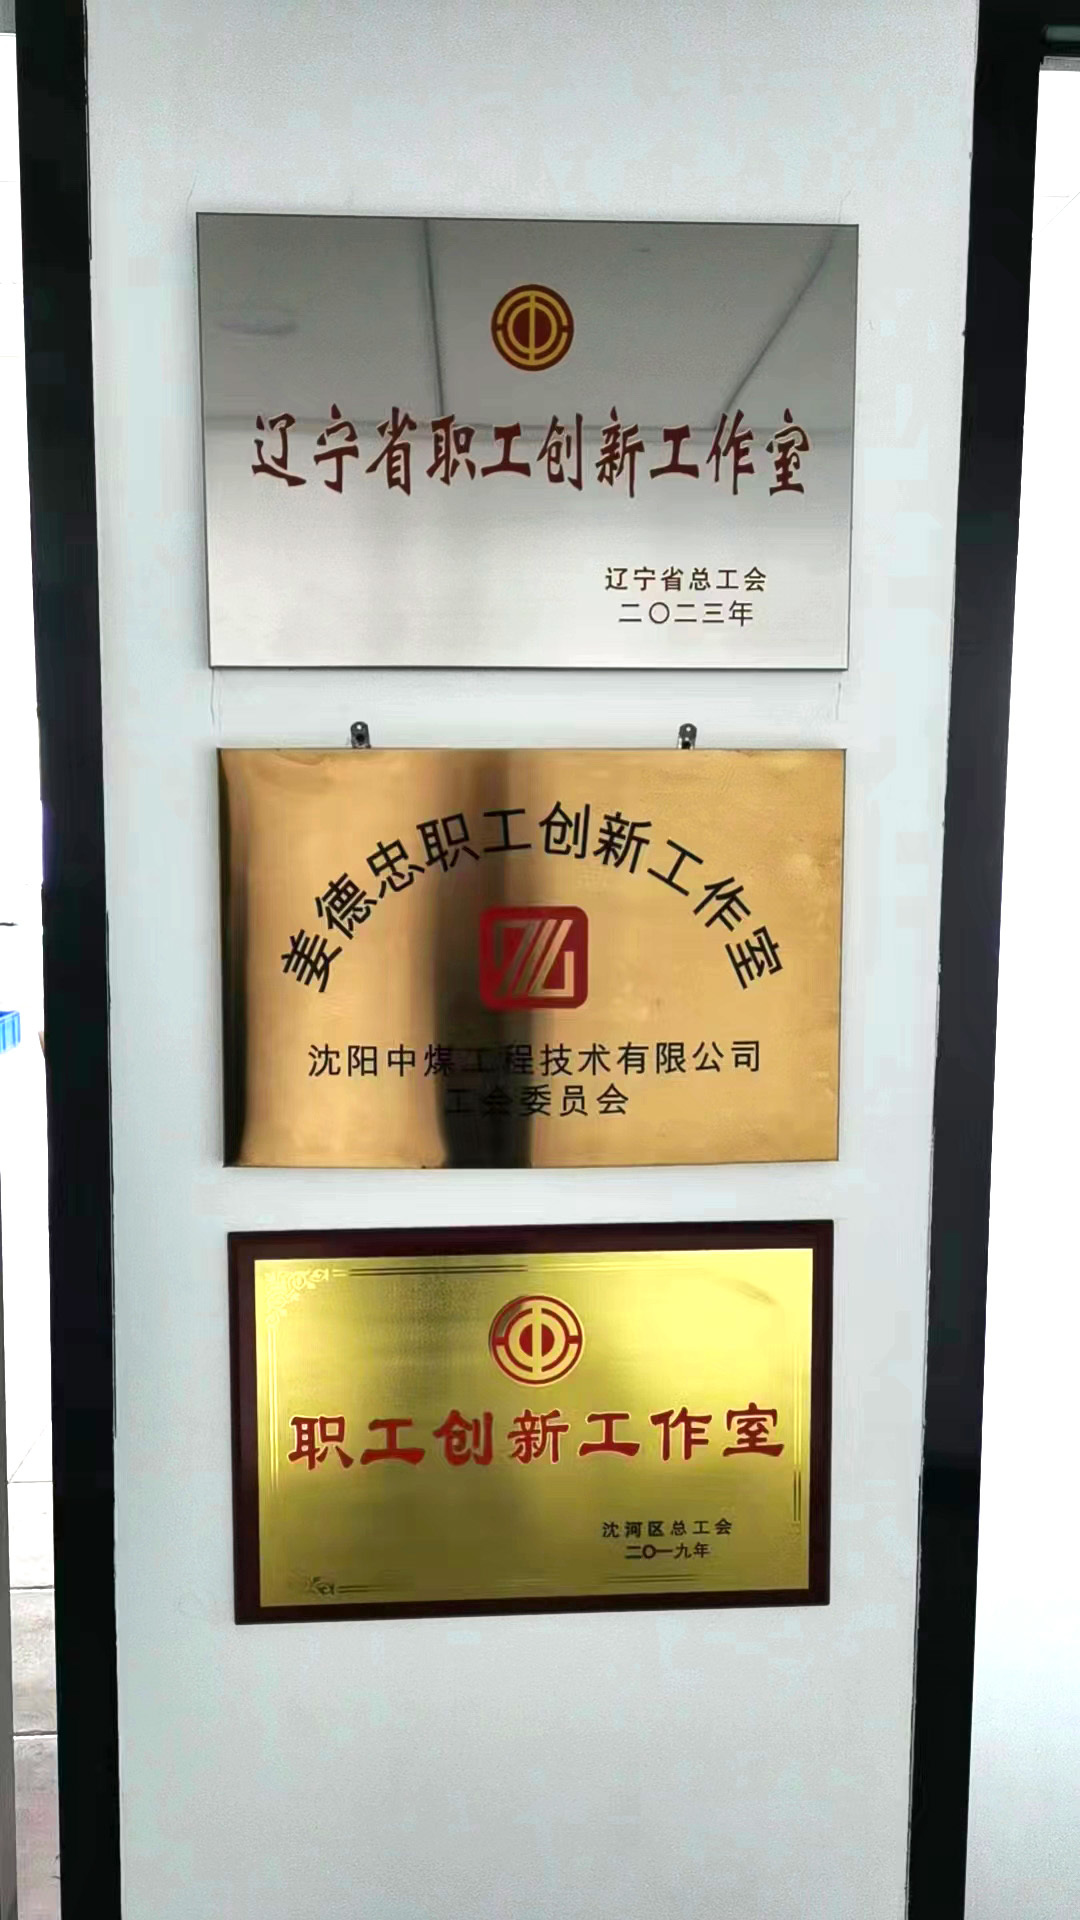 辽宁省职工创新工作室
辽宁省总工会
二〇二三年
姜德忠职工创新工作室
沈阳中煤工程技术有限公司
工会委员会
职工创新工作室
沈河区总工会
二〇一九年